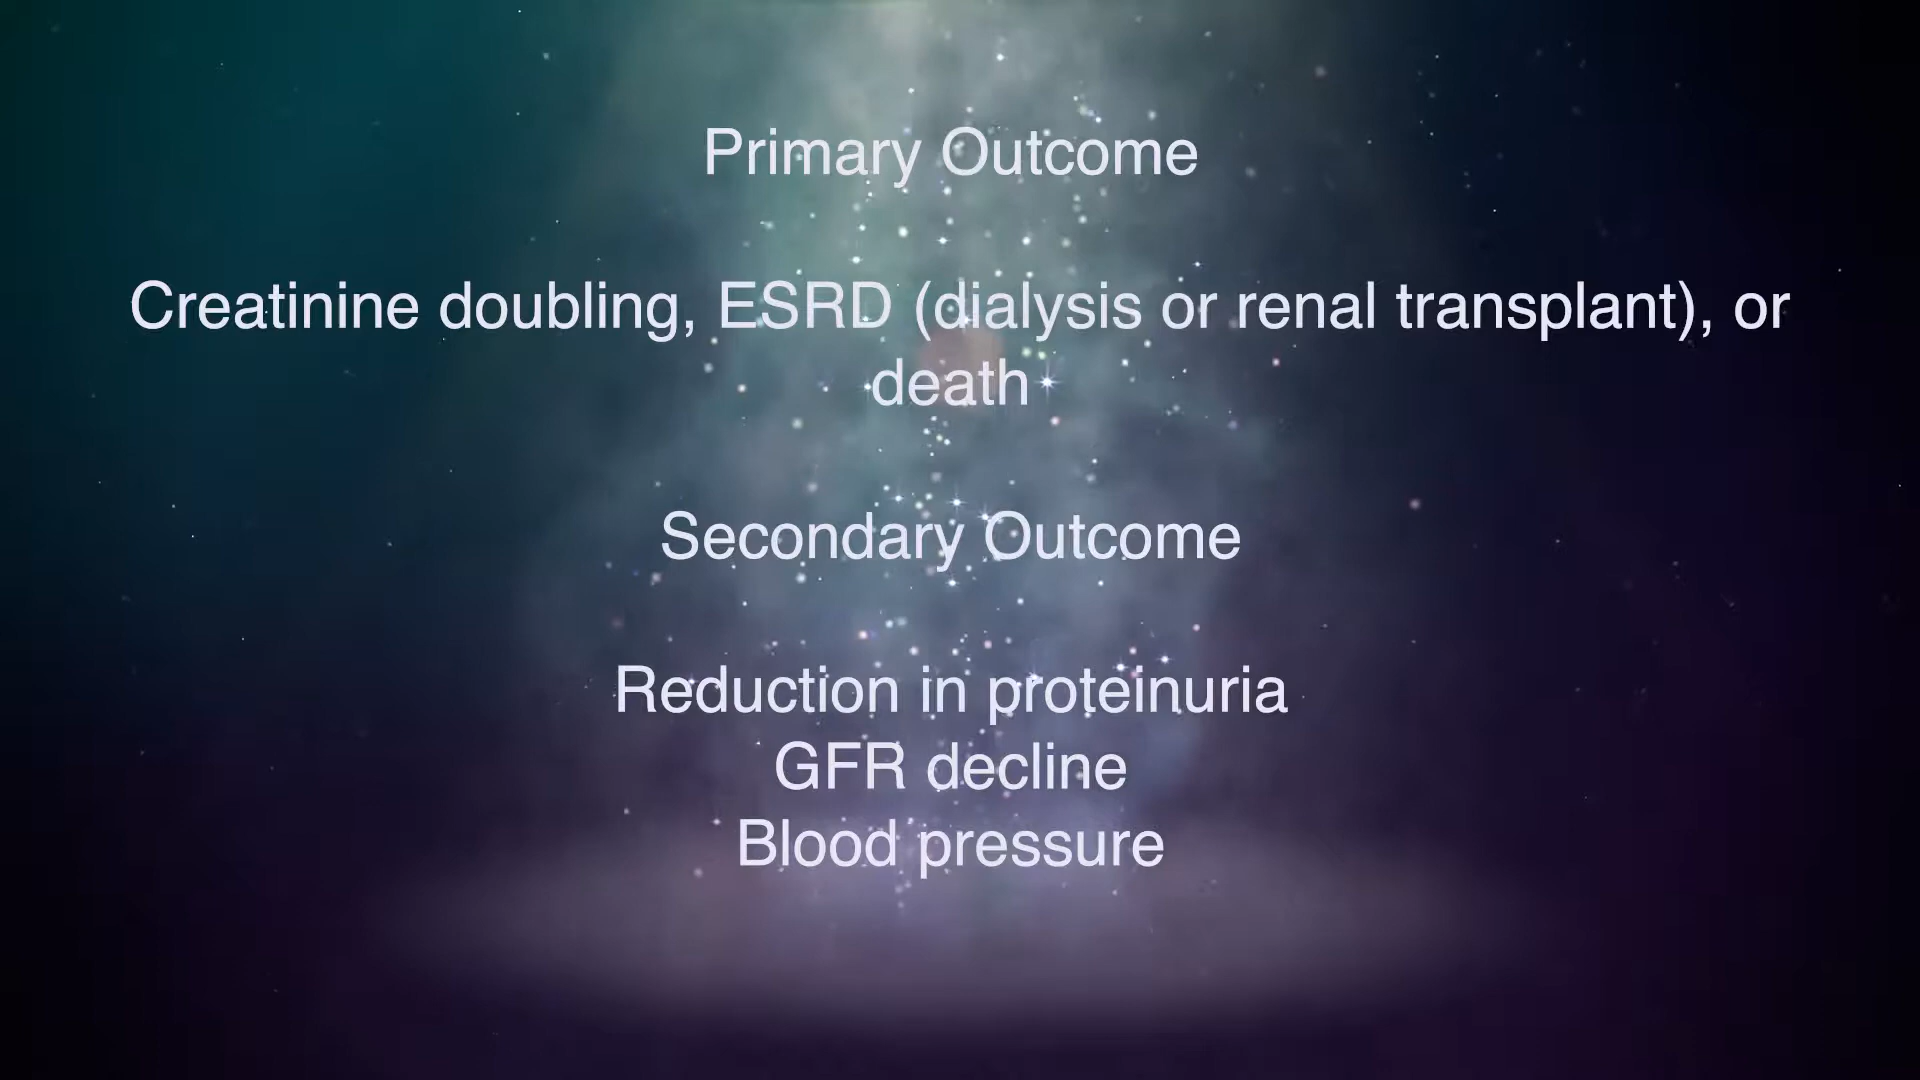 Primary Outcome
Creatinine doubling, ESRD (dialysis or renal transplant), or
death
Secondary Outcome
Reduction in proteinuria
GFR decline
Blood pressure